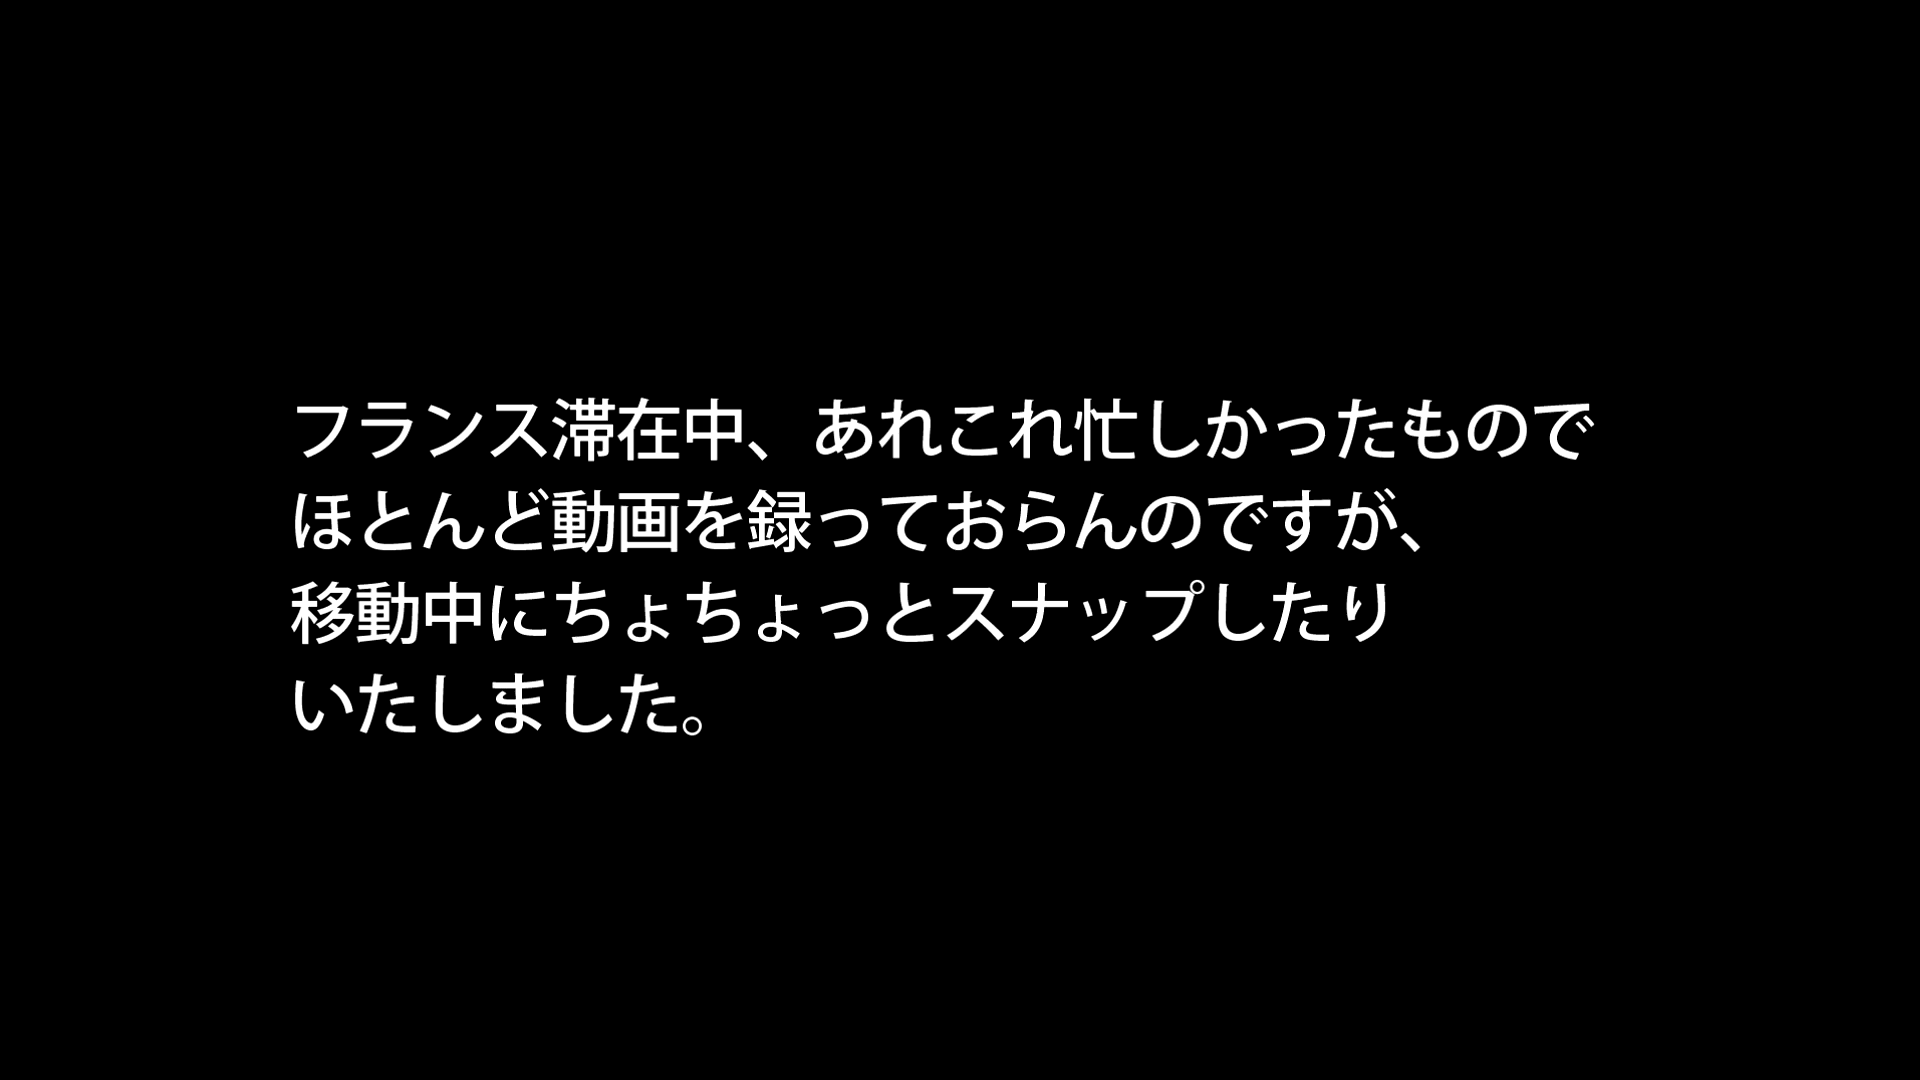 フランス滞在中、あれこれ忙しかったもので
ほとんど動画を録っておらんのですが、
移動中にちょちょっとスナップしたり
いたしました。